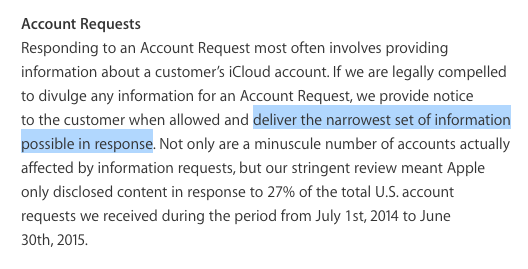 Account Requests
Responding to an Account Request most often involves providing
information about a customer’s iCloud account. If we are legally compelled
to divulge any information for an Account Request, we provide notice
to the customer when allowed and deliver the narrowest set of information
possible in response. Not only are a minuscule number of accounts actually
affected by information requests, but our stringent review meant Apple
only disclosed content in response to 27% of the total U.S. account
requests we received during the period from July 1st, 2014 to June
30th, 2015.